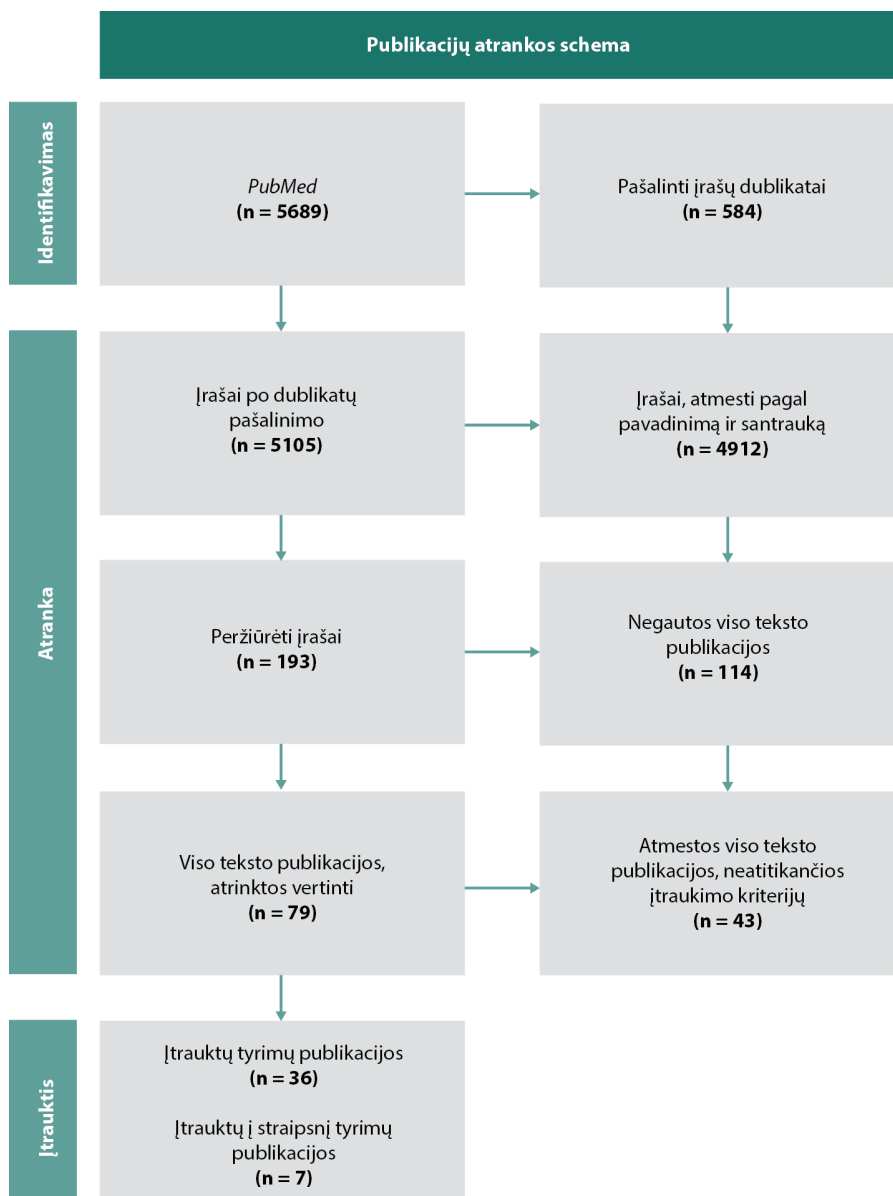 Publikacijų atrankos schema
Identifikavimas
PubMed
(n = 5689)
Pašalinti įrašų dublikatai
(n = 584)
Atranka
Įrašai po dublikatų
pašalinimo
(n = 5105)
Įrašai, atmesti pagal
pavadinimą ir santrauką
(n = 4912)
Peržiūrėti įrašai
(n = 193)
Negautos viso teksto
publikacijos
(n = 114)
Viso teksto publikacijos,
atrinktos vertinti
(n = 79)
Atmestos viso teksto
publikacijos, neatitikančios
įtraukimo kriterijų
(n = 43)
Įtrauktis
Įtrauktų tyrimų publikacijos
(n = 36)
Įtrauktų į straipsnį tyrimų
publikacijos
(n = 7)